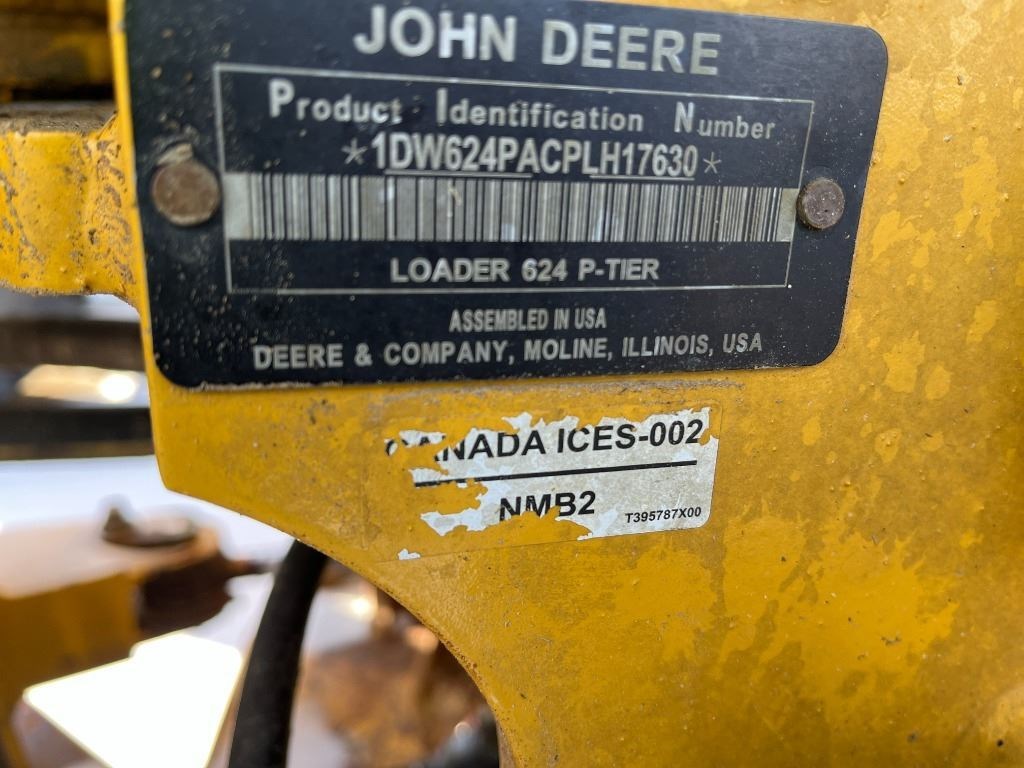 JOHN DEERE
Product Identification Number
*1DW624PACPLH17630*
LOADER 624 P-TIER
ASSEMBLED IN USA
DEERE & COMPANY, MOLINE, ILLINOIS, USA
CANADA ICES-002
NMB2
T395787X00